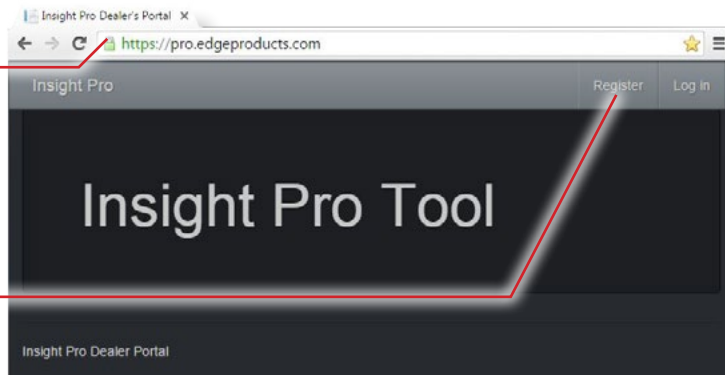 Insight Pro Dealer's Portal
https://pro.edgeproducts.com
Insight Pro Register Log in
Insight Pro Tool
Insight Pro Dealer Portal